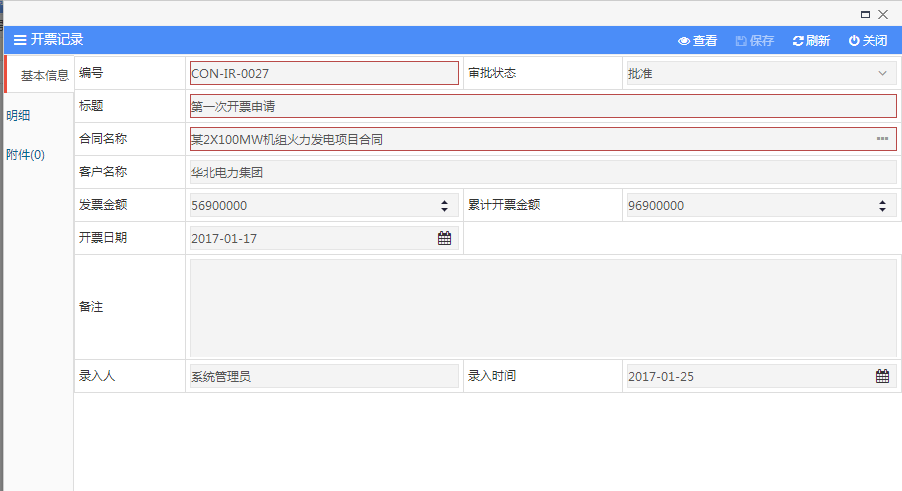 开票记录 查看 保存 刷新 关闭
基本信息 编号 CON-IR-0027 审批状态 批准
标题 第一次开票申请
明细
合同名称 某2X100MW机组火力发电项目合同
附件(0)
客户名称 华北电力集团
发票金额 56900000 累计开票金额 96900000
开票日期 2017-01-17
备注
录入人 系统管理员 录入时间 2017-01-25